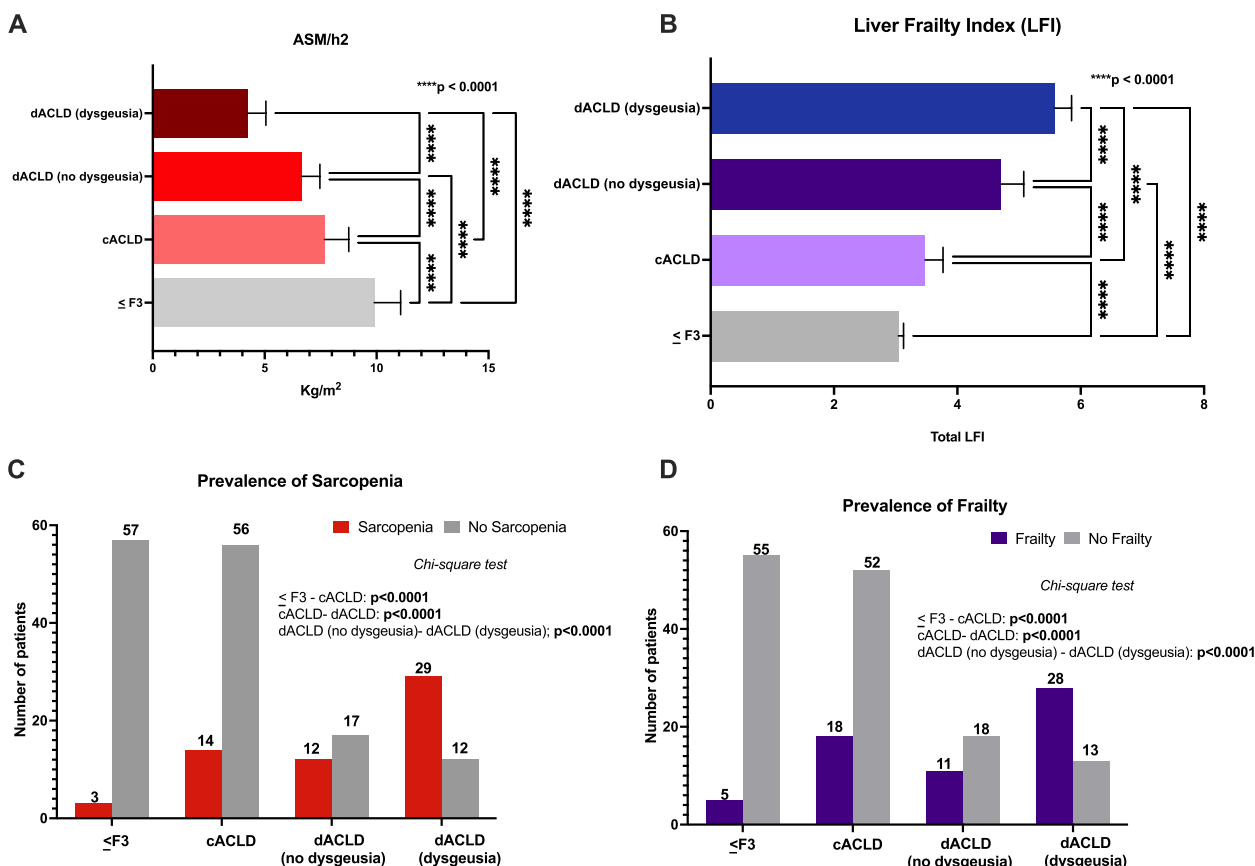 A
ASM/h2
****p < 0.0001
dACLD (dysgeusia)
dACLD (no dysgeusia)
cACLD
≤ F3
****
****
****
****
****
****
0
5
10
15
Kg/m²
B
Liver Frailty Index (LFI)
****p < 0.0001
dACLD (dysgeusia)
dACLD (no dysgeusia)
cACLD
≤ F3
****
****
****
****
****
****
0
2
4
6
8
Total LFI
C
Prevalence of Sarcopenia
Sarcopenia
No Sarcopenia
Chi-square test
≤ F3 - cACLD: p<0.0001
cACLD- dACLD: p<0.0001
dACLD (no dysgeusia)- dACLD (dysgeusia); p<0.0001
Number of patients
60
40
20
0
3
57
14
56
12
17
29
12
≤F3
cACLD
dACLD
(no dysgeusia)
dACLD
(dysgeusia)
D
Prevalence of Frailty
Frailty
No Frailty
Chi-square test
≤ F3 - cACLD: p<0.0001
cACLD- dACLD: p<0.0001
dACLD (no dysgeusia) - dACLD (dysgeusia): p<0.0001
Number of patients
60
40
20
0
5
55
18
52
11
18
28
13
≤F3
cACLD
dACLD
(no dysgeusia)
dACLD
(dysgeusia)